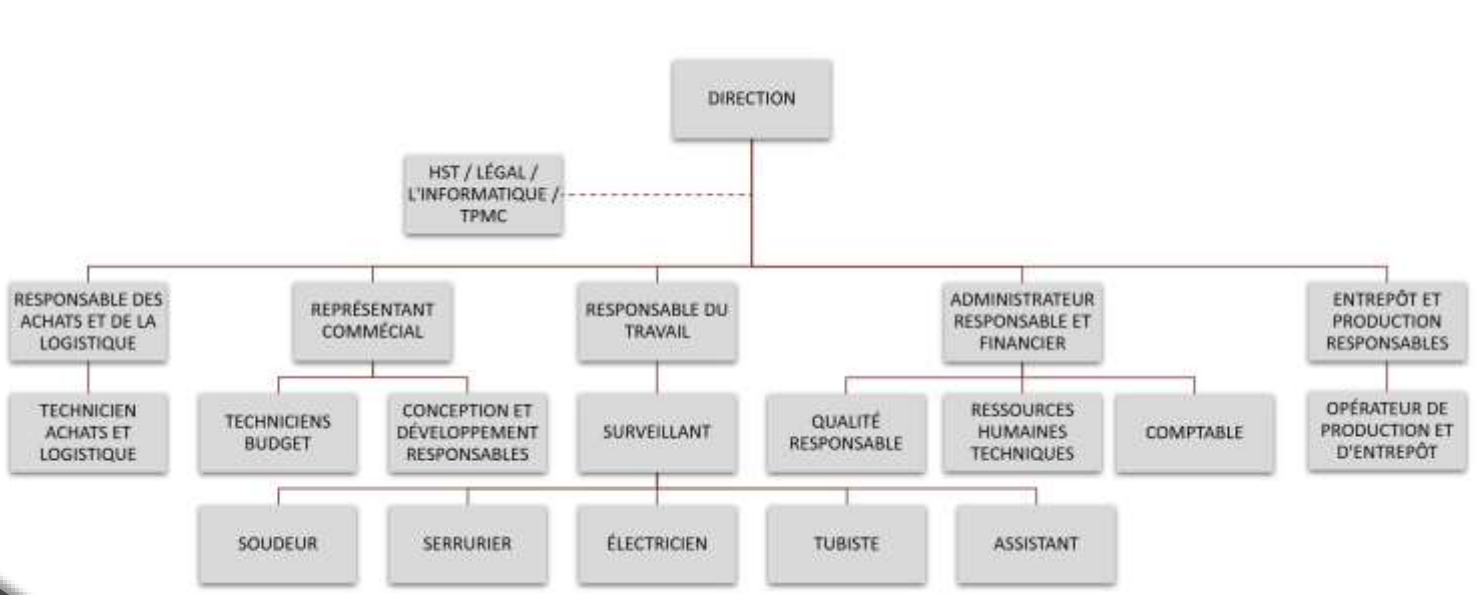 DIRECTION
HST / LÉGAL /
L'INFORMATIQUE /
TPMC
RESPONSABLE DES
ACHATS ET DE LA
LOGISTIQUE
REPRÉSENTANT
COMMÉCIAL
RESPONSABLE DU
TRAVAIL
ADMINISTRATEUR
RESPONSABLE ET
FINANCIER
ENTREPÔT ET
PRODUCTION
RESPONSABLES
TECHNICIEN
ACHATS ET
LOGISTIQUE
TECHNICIENS
BUDGET
CONCEPTION ET
DÉVELOPPEMENT
RESPONSABLES
SURVEILLANT
QUALITÉ
RESPONSABLE
RESSOURCES
HUMAINES
TECHNIQUES
COMPTABLE
OPÉRATEUR DE
PRODUCTION ET
D'ENTREPÔT
SOUDEUR
SERRURIER
ÉLECTRICIEN
TUBISTE
ASSISTANT